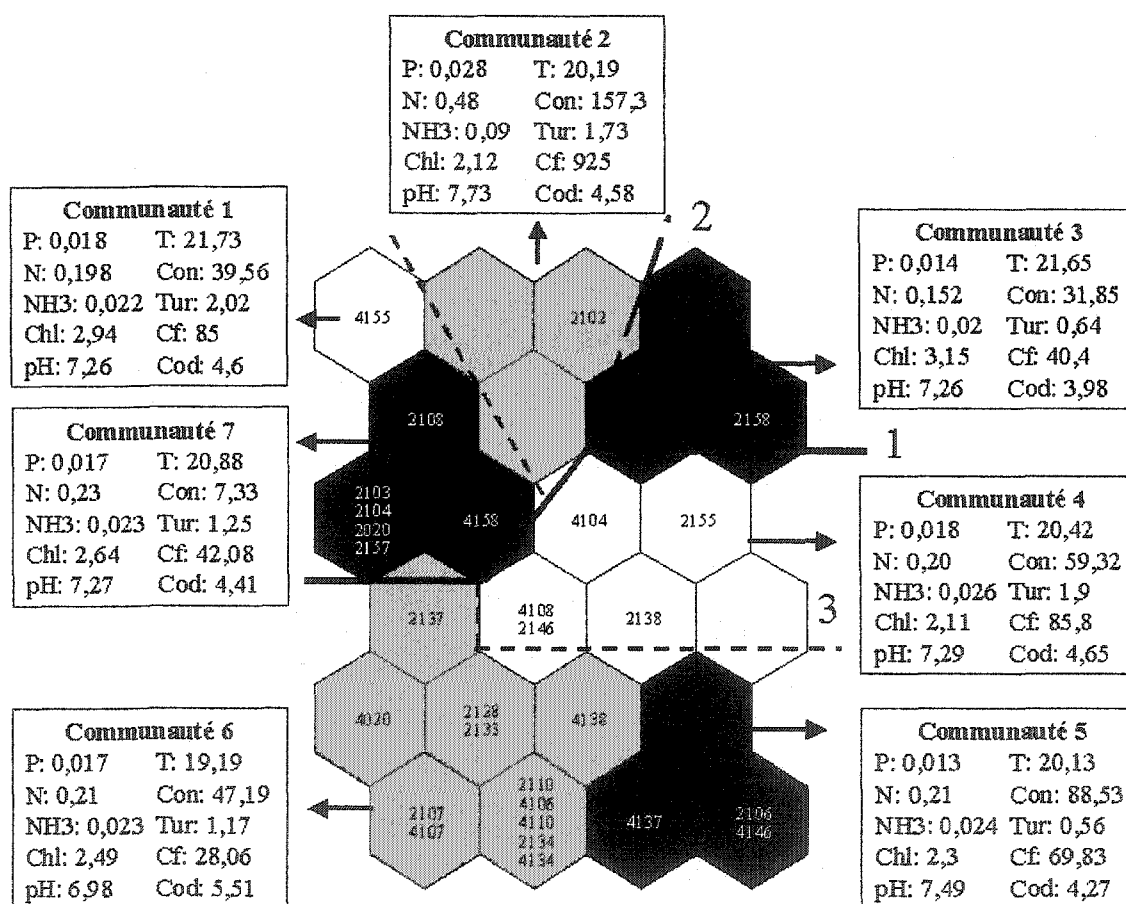 Communauté 2
P: 0,028 T: 20,19
N: 0,48 Con: 157,3
NH3: 0,09 Tur: 1,73
Chl: 2,12 Cf: 925
pH: 7,73 Cod: 4,58
Communauté 1
P: 0,018 T: 21,73
N: 0,198 Con: 39,56
NH3: 0,022 Tur: 2,02
Chl: 2,94 Cf: 85
pH: 7,26 Cod: 4,6
2
Communauté 3
P: 0,014 T: 21,65
N: 0,152 Con: 31,85
NH3: 0,02 Tur: 0,64
Chl: 3,15 Cf: 40,4
pH: 7,26 Cod: 3,98
4155
2102
2108
2158
1
Communauté 7
P: 0,017 T: 20,88
N: 0,23 Con: 7,33
NH3: 0,023 Tur: 1,25
Chl: 2,64 Cf: 42,08
pH: 7,27 Cod: 4,41
2103
2104
2020
2157
4158
4104
2155
Communauté 4
P: 0,018 T: 20,42
N: 0,20 Con: 59,32
NH3: 0,026 Tur: 1,9
Chl: 2,11 Cf: 85,8
pH: 7,29 Cod: 4,65
2137
4108
2146
2138
3
4020
2128
2133
4138
Communauté 6
P: 0,017 T: 19,19
N: 0,21 Con: 47,19
NH3: 0,023 Tur: 1,17
Chl: 2,49 Cf: 28,06
pH: 6,98 Cod: 5,51
2107
4107
2110
4106
4110
2134
4134
4137
2106
4146
Communauté 5
P: 0,013 T: 20,13
N: 0,21 Con: 88,53
NH3: 0,024 Tur: 0,56
Chl: 2,3 Cf: 69,83
pH: 7,49 Cod: 4,27